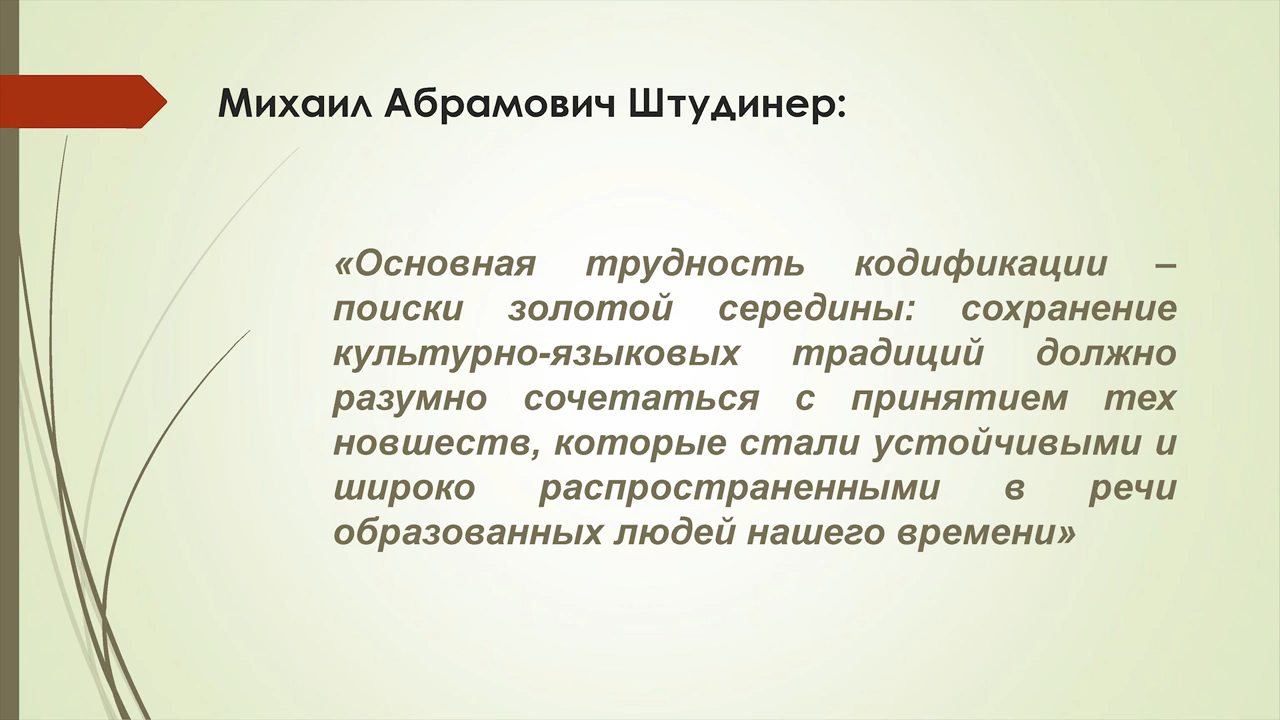 Михаил Абрамович Штудинер:
«Основная трудность кодификации –
поиски золотой середины: сохранение
культурно-языковых традиций должно
разумно сочетаться с принятием тех
новшеств, которые стали устойчивыми и
широко распространенными в речи
образованных людей нашего времени»